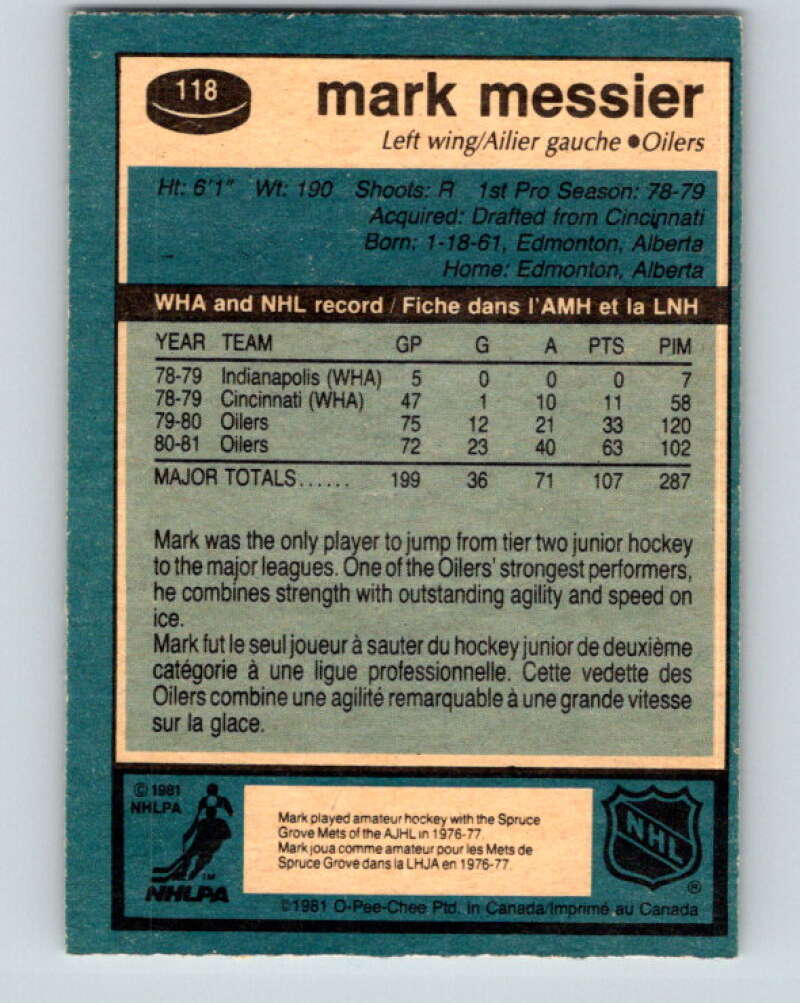 118
mark messier
Left wing/Ailier gauche ●Oilers
Ht: 6'1" Wt: 190 Shoots: R 1st Pro Season: 78-79
Acquired: Drafted from Cincinnati
Born: 1-18-61, Edmonton, Alberta
Home: Edmonton, Alberta
WHA and NHL record / Fiche dans l'AMH et la LNH
YEAR TEAM GP G A PTS PIM
78-79 Indianapolis (WHA) 5 0 0 0 7
78-79 Cincinnati (WHA) 47 1 10 11 58
79-80 Oilers 75 12 21 33 120
80-81 Oilers 72 23 40 63 102
MAJOR TOTALS...... 199 36 71 107 287
Mark was the only player to jump from tier two junior hockey
to the major leagues. One of the Oilers' strongest performers,
he combines strength with outstanding agility and speed on
ice.
Mark fut le seul joueur à sauter du hockey junior de deuxième
catégorie à une ligue professionnelle. Cette vedette des
Oilers combine une agilité remarquable à une grande vitesse
sur la glace.
© 1981
NHLPA
TM
NHLPA
Mark played amateur hockey with the Spruce
Grove Mets of the AJHL in 1976-77.
Mark joua comme amateur pour les Mets de
Spruce Grove dans la LHJA en 1976-77.
NHL
®
©1981 O-Pee-Chee Ptd. in Canada/Imprimé au Canada